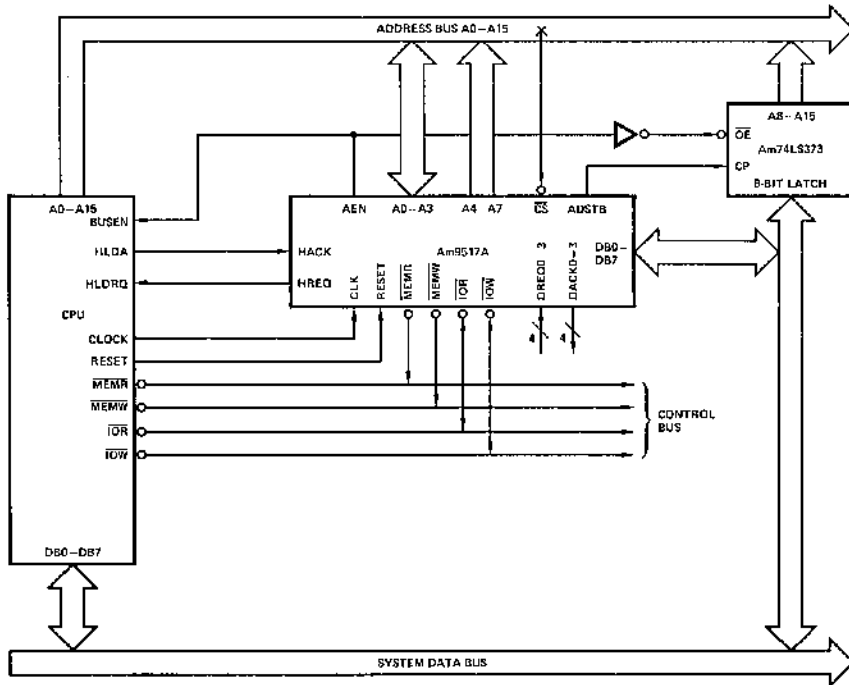 ADDRESS BUS A0–A15
A8–A15
OE
Am74LS373
CP
8-BIT LATCH
A0–A15
BUSEN
HLDA
HLDRQ
CPU
CLOCK
RESET
MEMR
MEMW
IOR
IOW
DB0–DB7
AEN
A0–A3
A4
A7
CS
ADSTB
HACK
Am9517A
DB0–
DB7
HREQ
CLK
RESET
MEMR
MEMW
IOR
IOW
DREQ0-3
DACK0-3
4
4
CONTROL
BUS
SYSTEM DATA BUS